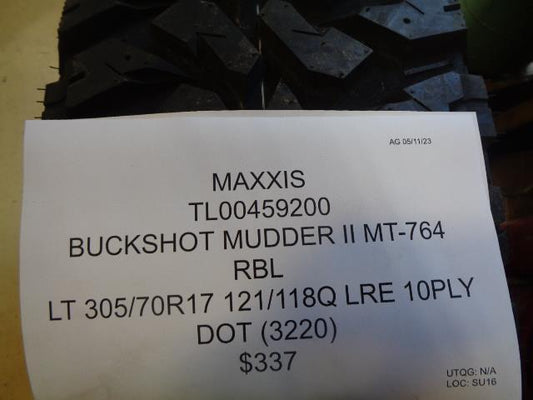 AG 05/11/23
MAXXIS
TL00459200
BUCKSHOT MUDDER II MT-764
RBL
LT 305/70R17 121/118Q LRE 10PLY
DOT (3220)
$337
UTQG: N/A
LOC: SU16